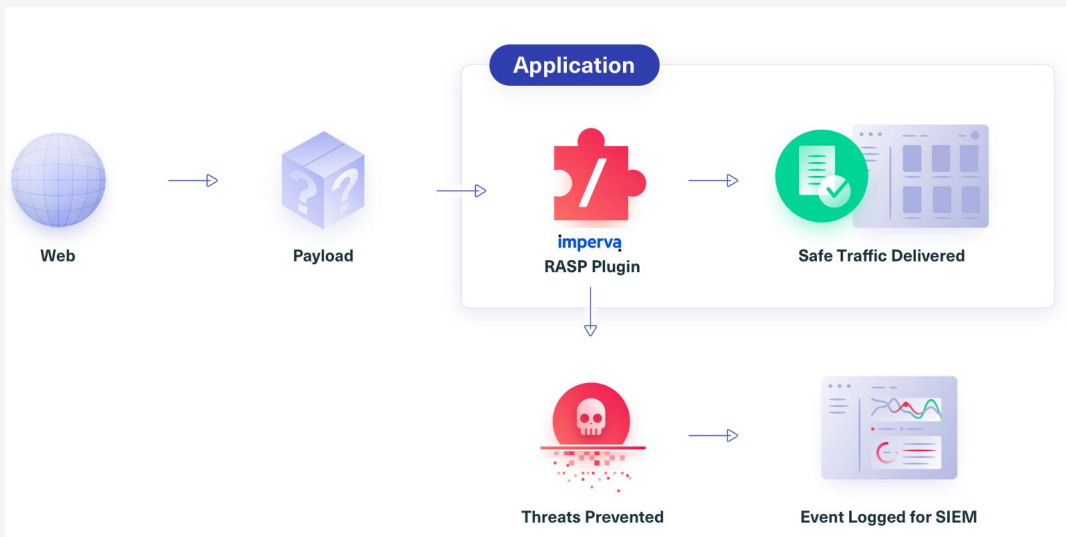 Application
Web
Payload
? ?
/
imperva
RASP Plugin
Safe Traffic Delivered
Threats Prevented
Event Logged for SIEM